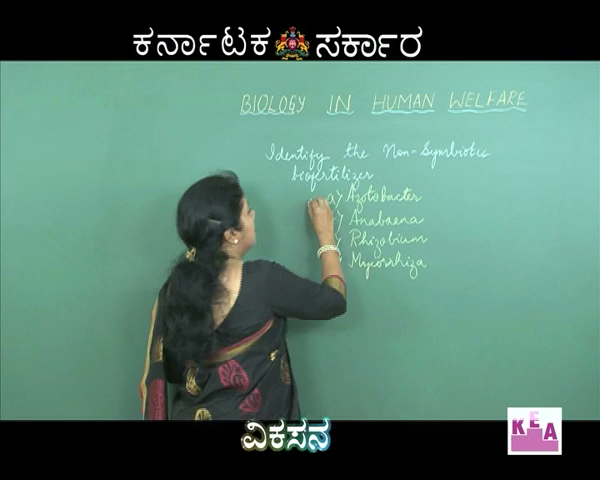 ಕರ್ನಾಟಕ ಸರ್ಕಾರ
BIOLOGY IN HUMAN WELFARE
Identify the Non-Symbiotic
biofertilizer
a) Azotobacter
) Anabaena
) Rhizobium
Mycorrhiza
ವಿಕಸನ
KEA